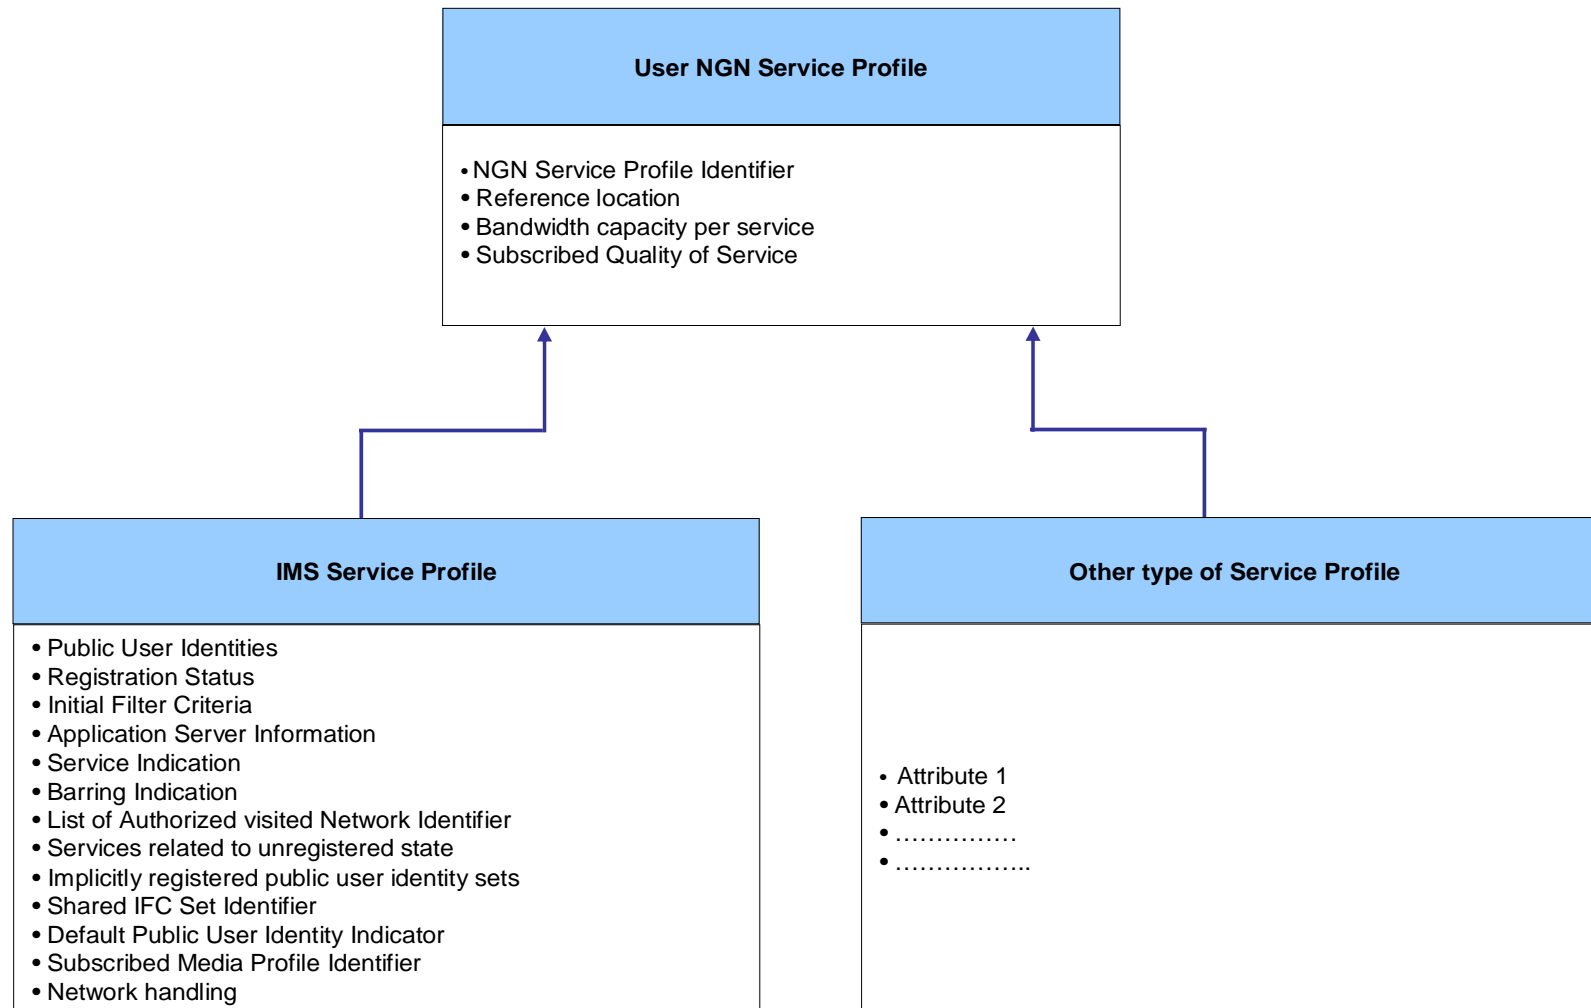 User NGN Service Profile
• NGN Service Profile Identifier
• Reference location
• Bandwidth capacity per service
• Subscribed Quality of Service
IMS Service Profile
• Public User Identities
• Registration Status
• Initial Filter Criteria
• Application Server Information
• Service Indication
• Barring Indication
• List of Authorized visited Network Identifier
• Services related to unregistered state
• Implicitly registered public user identity sets
• Shared IFC Set Identifier
• Default Public User Identity Indicator
• Subscribed Media Profile Identifier
• Network handling
Other type of Service Profile
• Attribute 1
• Attribute 2
• ……………
• ……………..